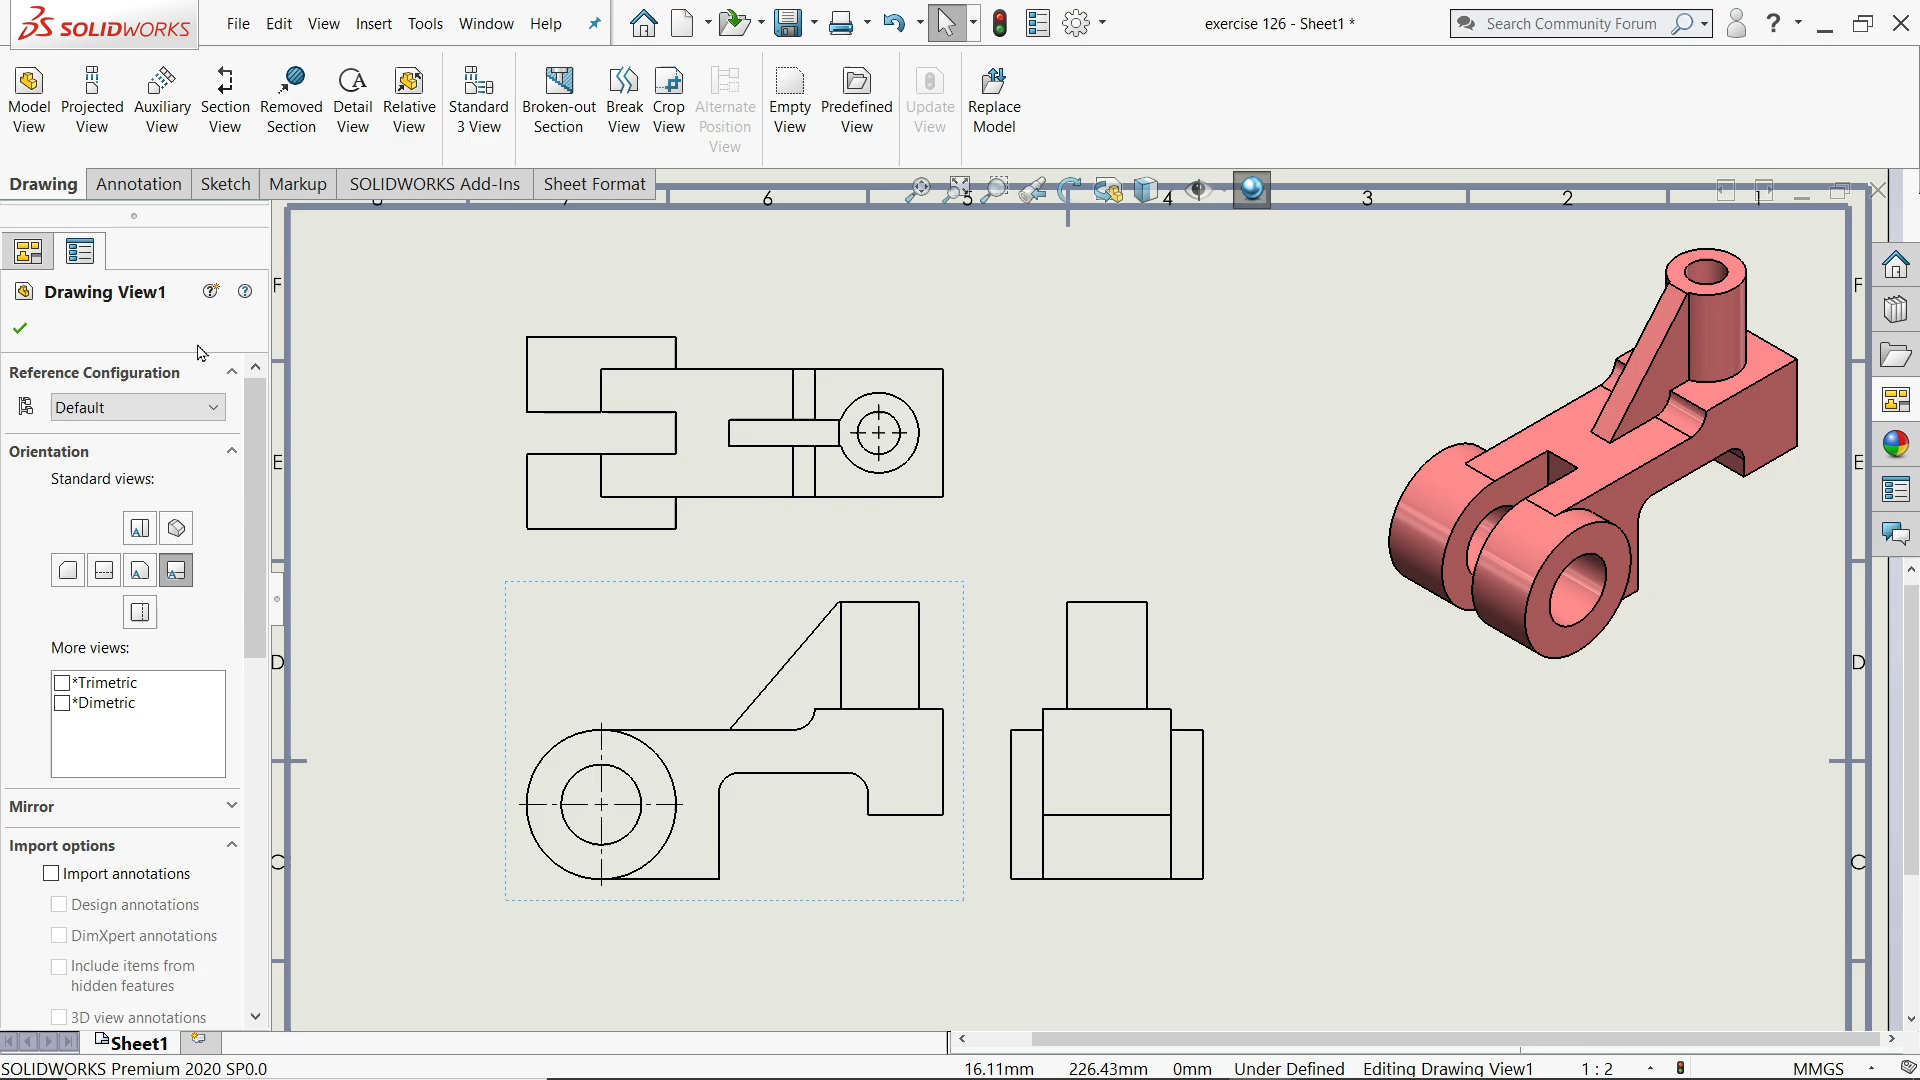 SOLIDWORKS
File Edit View Insert Tools Window Help
exercise 126 - Sheet1 *
Search Community Forum
?
Model View
Projected View
Auxiliary View
Section View
Removed Section
Detail View
Relative View
Standard 3 View
Broken-out Section
Break View
Crop View
Alternate Position View
Empty View
Predefined View
Update View
Replace Model
Drawing Annotation Sketch Markup SOLIDWORKS Add-Ins Sheet Format
6 5 4 3 2 1
F F
E E
D D
C C
Drawing View1
Reference Configuration
Default
Orientation
Standard views:
More views:
*Trimetric
*Dimetric
Mirror
Import options
Import annotations
Design annotations
DimXpert annotations
Include items from
hidden features
3D view annotations
Sheet1
SOLIDWORKS Premium 2020 SP0.0
16.11mm 226.43mm 0mm Under Defined Editing Drawing View1 1 : 2 MMGS